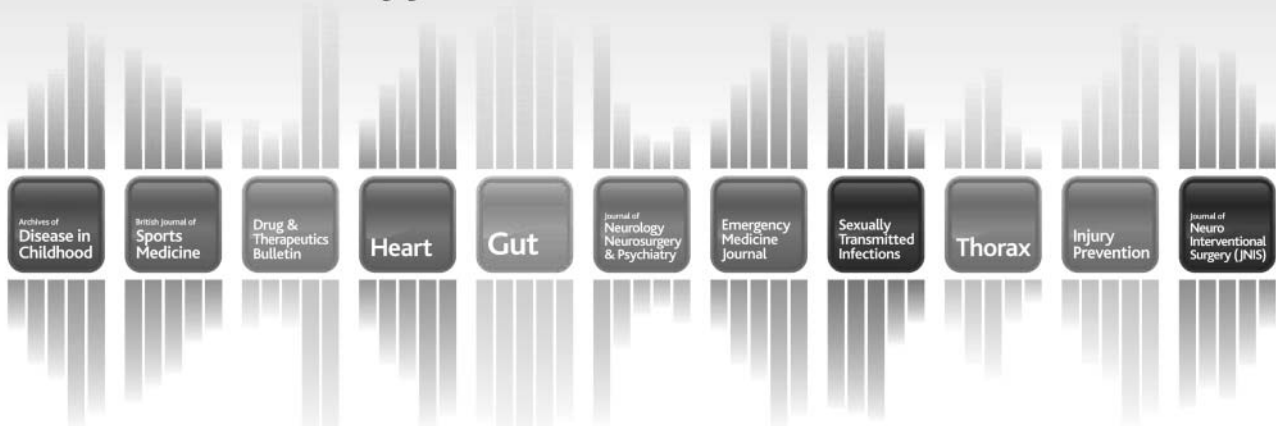 Archives of
Disease in
Childhood
British Journal of
Sports
Medicine
Drug &
Therapeutics
Bulletin
Heart
Gut
Journal of
Neurology
Neurosurgery
& Psychiatry
Emergency
Medicine
Journal
Sexually
Transmitted
Infections
Thorax
Injury
Prevention
Journal of
Neuro
Interventional
Surgery (JNIS)